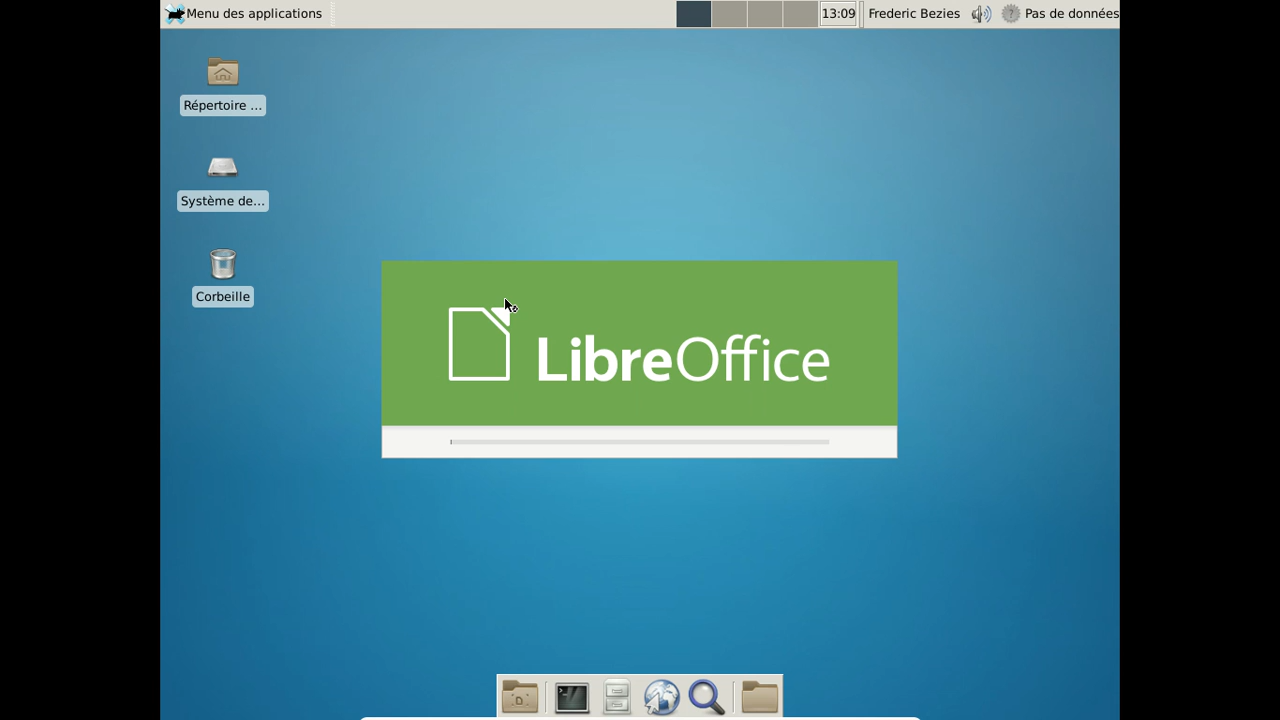 Menu des applications
13:09
Frederic Bezies
Pas de données
Répertoire ...
Système de...
Corbeille
LibreOffice